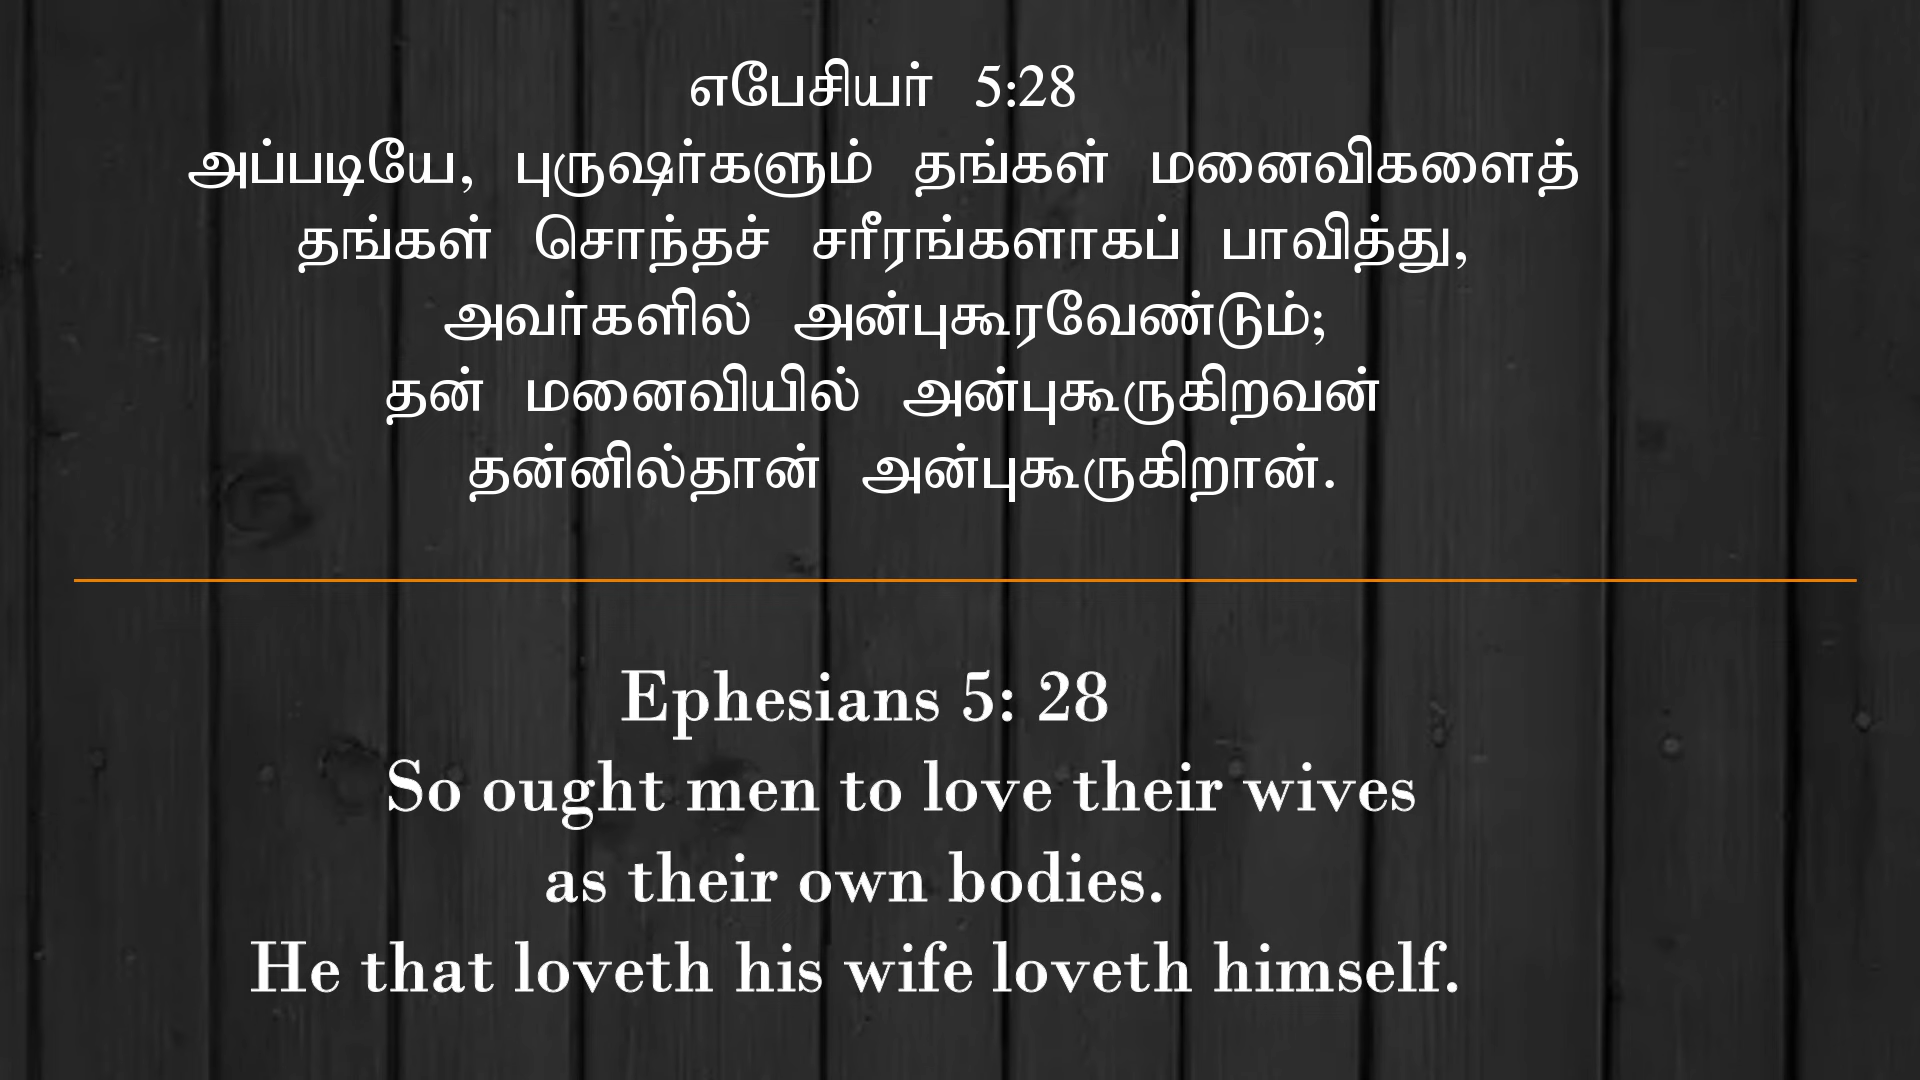 எபேசியர் 5:28
அப்படியே, புருஷர்களும் தங்கள் மனைவிகளைத்
தங்கள் சொந்தச் சரீரங்களாகப் பாவித்து,
அவர்களில் அன்புகூரவேண்டும்;
தன் மனைவியில் அன்புகூருகிறவன்
தன்னில்தான் அன்புகூருகிறான்.
Ephesians 5: 28
So ought men to love their wives
as their own bodies.
He that loveth his wife loveth himself.